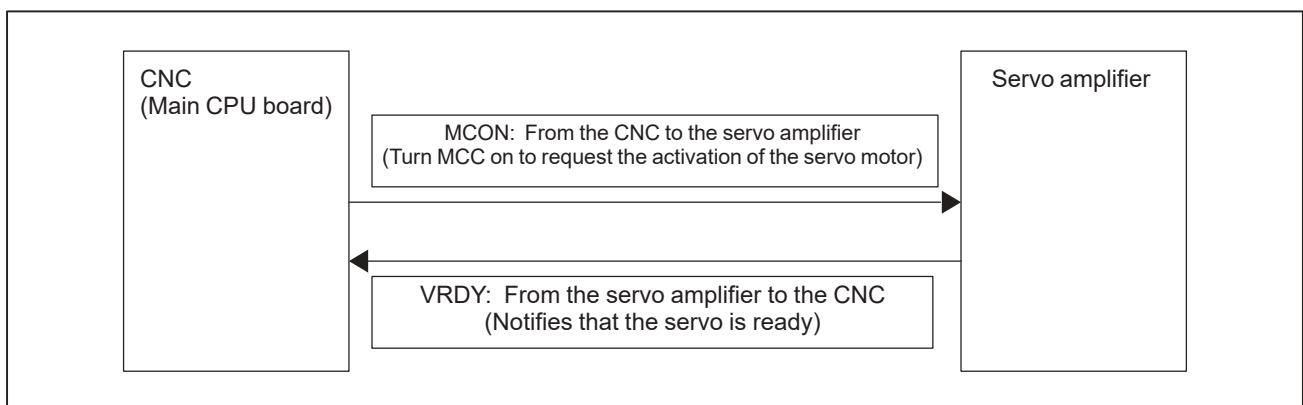 CNC
(Main CPU board)
Servo amplifier
MCON: From the CNC to the servo amplifier
(Turn MCC on to request the activation of the servo motor)
VRDY: From the servo amplifier to the CNC
(Notifies that the servo is ready)